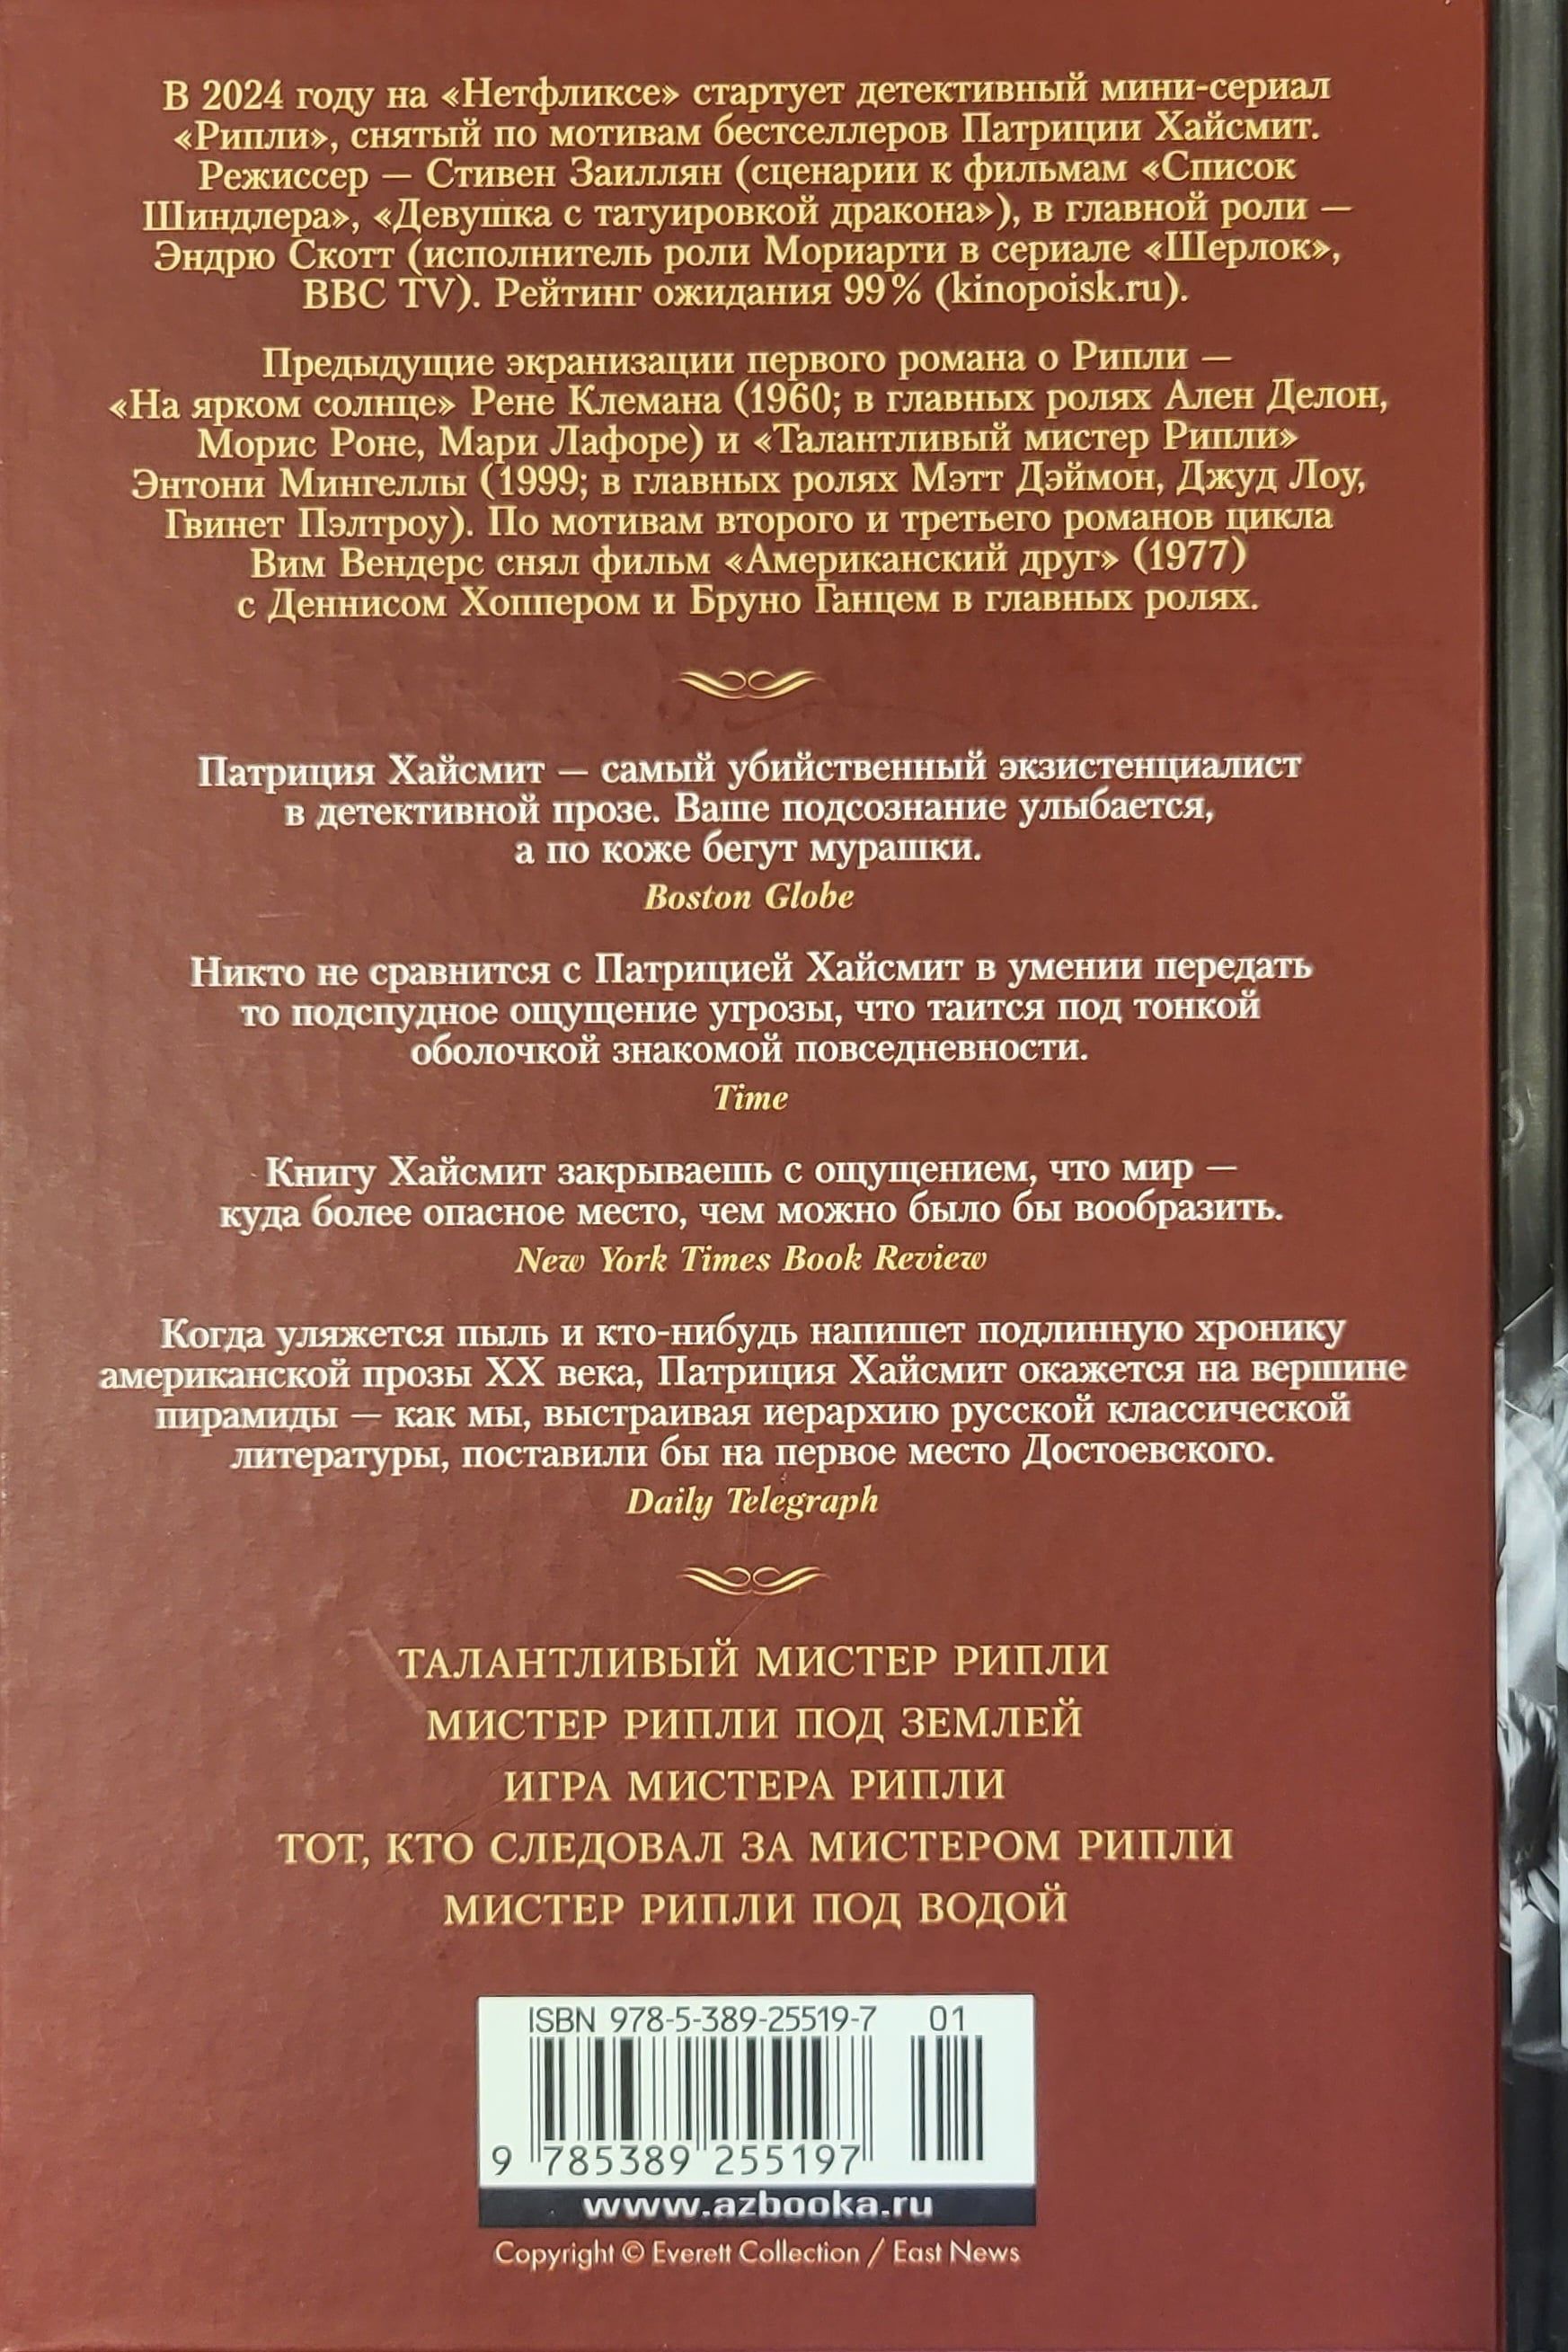 В 2024 году на «Нетфликсе» стартует детективный мини-сериал
«Рипли», снятый по мотивам бестселлеров Патриции Хайсмит.
Режиссер — Стивен Заиллян (сценарии к фильмам «Список
Шиндлера», «Девушка с татуировкой дракона»), в главной роли —
Эндрю Скотт (исполнитель роли Мориарти в сериале «Шерлок»,
BBC TV). Рейтинг ожидания 99% (kinopoisk.ru).
Предыдущие экранизации первого романа о Рипли —
«На ярком солнце» Рене Клемана (1960; в главных ролях Ален Делон,
Морис Роне, Мари Лафоре) и «Талантливый мистер Рипли»
Энтони Мингеллы (1999; в главных ролях Мэтт Дэймон, Джуд Лоу,
Гвинет Пэлтроу). По мотивам второго и третьего романов цикла
Вим Вендерс снял фильм «Американский друг» (1977)
с Деннисом Хоппером и Бруно Ганцем в главных ролях.
Патриция Хайсмит — самый убийственный экзистенциалист
в детективной прозе. Ваше подсознание улыбается,
а по коже бегут мурашки.
Boston Globe
Никто не сравнится с Патрицией Хайсмит в умении передать
то подспудное ощущение угрозы, что таится под тонкой
оболочкой знакомой повседневности.
Time
Книгу Хайсмит закрываешь с ощущением, что мир —
куда более опасное место, чем можно было бы вообразить.
New York Times Book Review
Когда уляжется пыль и кто-нибудь напишет подлинную хронику
американской прозы XX века, Патриция Хайсмит окажется на вершине
пирамиды — как мы, выстраивая иерархию русской классической
литературы, поставили бы на первое место Достоевского.
Daily Telegraph
ТАЛАНТЛИВЫЙ МИСТЕР РИПЛИ
МИСТЕР РИПЛИ ПОД ЗЕМЛЕЙ
ИГРА МИСТЕРА РИПЛИ
ТОТ, КТО СЛЕДОВАЛ ЗА МИСТЕРОМ РИПЛИ
МИСТЕР РИПЛИ ПОД ВОДОЙ
ISBN 978-5-389-25519-7 01
9 785389 255197
www.azbooka.ru
Copyright © Everett Collection / East News